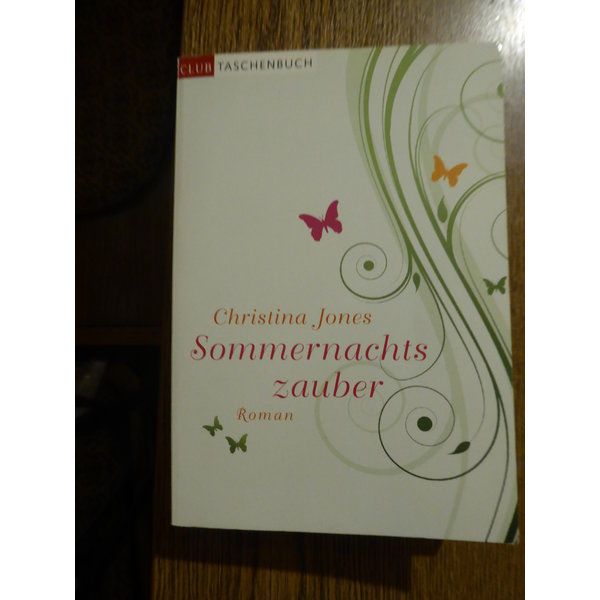 CLUB TASCHENBUCH
Christina Jones
Sommernachts
zauber
Roman